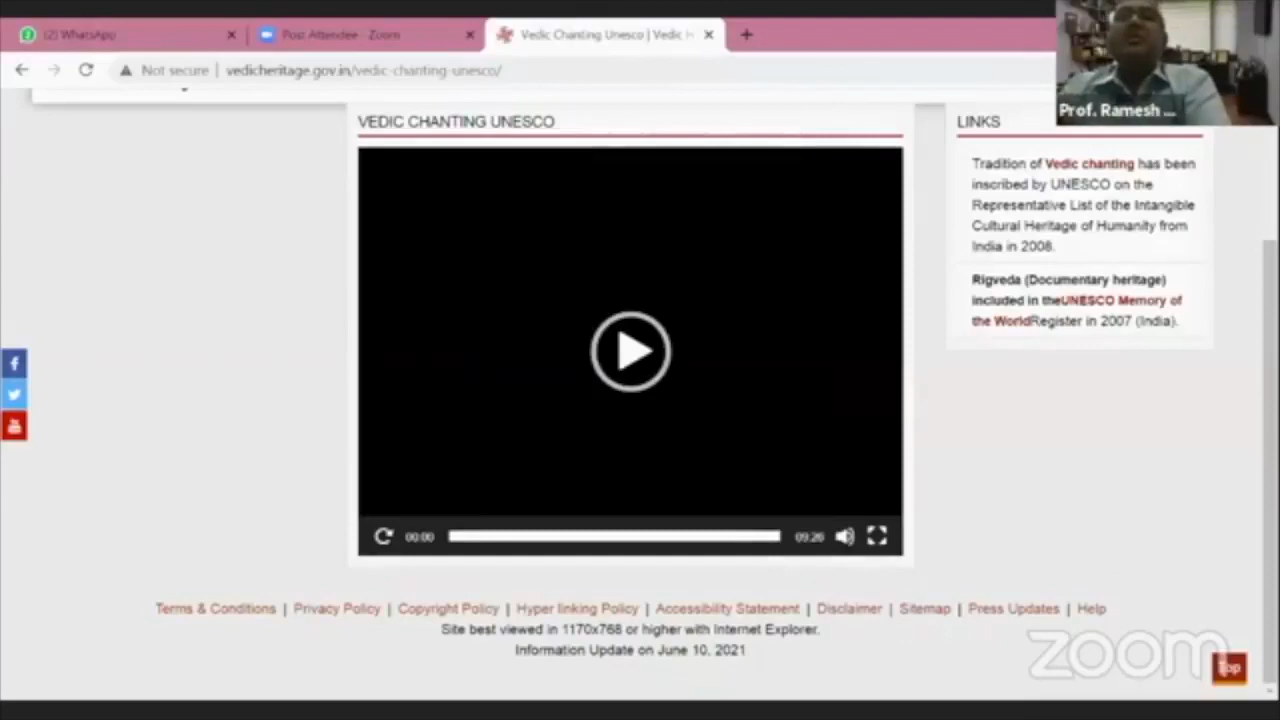 (2) WhatsApp
Post Attendee - Zoom
Vedic Chanting Unesco | Vedic H
Not secure | vedicheritage.gov.in/vedic-chanting-unesco/
Prof. Ramesh ...
VEDIC CHANTING UNESCO
LINKS
Tradition of Vedic chanting has been
inscribed by UNESCO on the
Representative List of the Intangible
Cultural Heritage of Humanity from
India in 2008.
Rigveda (Documentary heritage)
included in theUNESCO Memory of
the WorldRegister in 2007 (India).
00:00
09:26
Terms & Conditions | Privacy Policy | Copyright Policy | Hyper linking Policy | Accessibility Statement | Disclaimer | Sitemap | Press Updates | Help
Site best viewed in 1170x768 or higher with Internet Explorer.
Information Update on June 10, 2021
zoom
Top